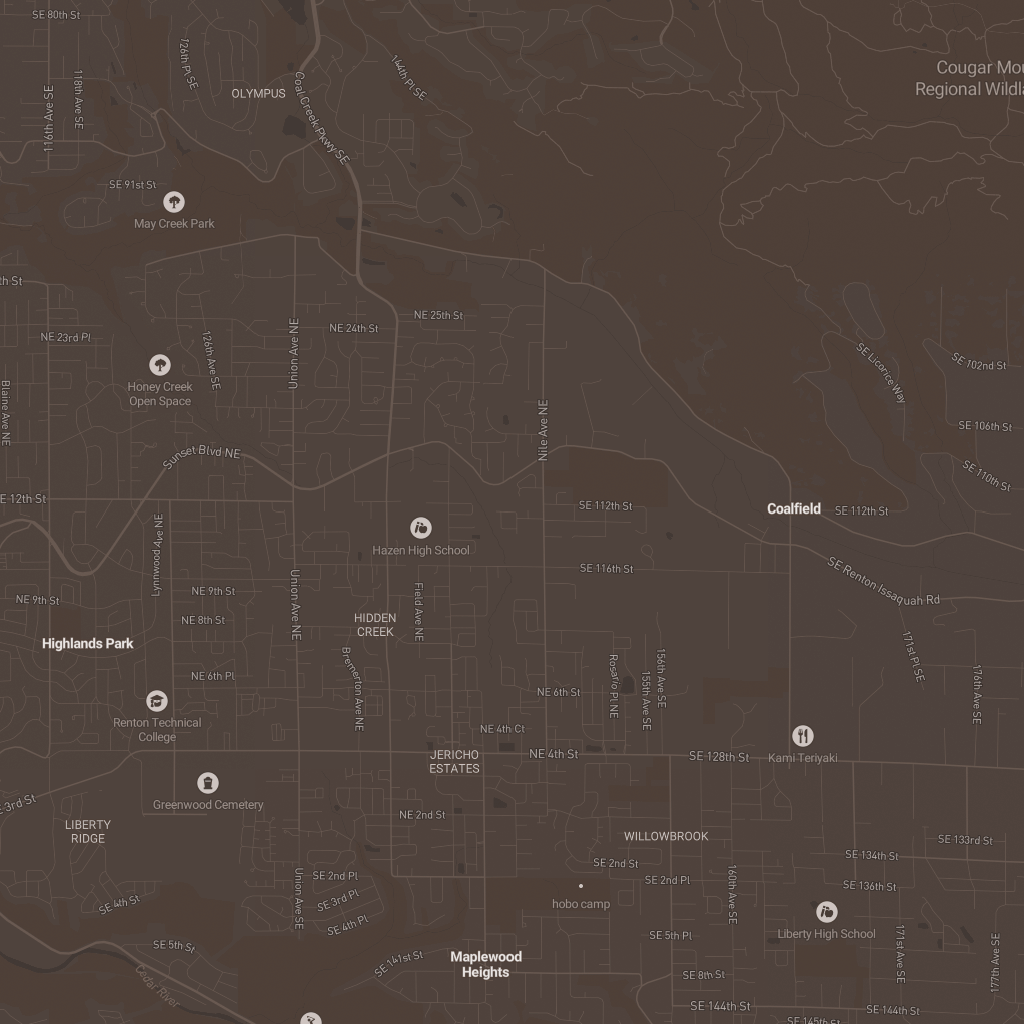 SE 80th St
126th Pl SE
144th Pl SE
Cougar Mou
Regional Wildla
OLYMPUS
118th Ave SE
116th Ave SE
Coal Creek Pkwy SE
SE 91st St
May Creek Park
th St
NE 25th St
NE 24th St
NE 23rd Pl
Union Ave NE
126th Ave SE
SE Licorice Way
SE 102nd St
Honey Creek
Open Space
Blaine Ave NE
Nile Ave NE
SE 106th St
Sunset Blvd NE
SE 110th St
E 12th St
SE 112th St
Coalfield
SE 112th St
Lynnwood Ave NE
Hazen High School
SE 116th St
SE Renton Issaquah Rd
NE 9th St
NE 9th St
Union Ave NE
Field Ave NE
NE 8th St
HIDDEN
CREEK
Highlands Park
171st Pl SE
NE 6th Pl
Bremerton Ave NE
Rosario Pl NE
156th Ave SE
155th Ave SE
176th Ave SE
NE 6th St
Renton Technical
College
NE 4th Ct
NE 4th St
SE 128th St
Kami Teriyaki
JERICHO
ESTATES
Greenwood Cemetery
E 3rd St
NE 2nd St
LIBERTY
RIDGE
WILLOWBROOK
SE 133rd St
SE 134th St
SE 2nd St
SE 2nd Pl
SE 2nd Pl
160th Ave SE
SE 136th St
Union Ave SE
SE 3rd Pl
SE 4th St
hobo camp
SE 4th Pl
Liberty High School
SE 5th Pl
SE 5th St
171st Ave SE
177th Ave SE
Maplewood
Heights
SE 141st St
SE 8th St
Cedar River
SE 144th St
SE 144th St
SE 145th St